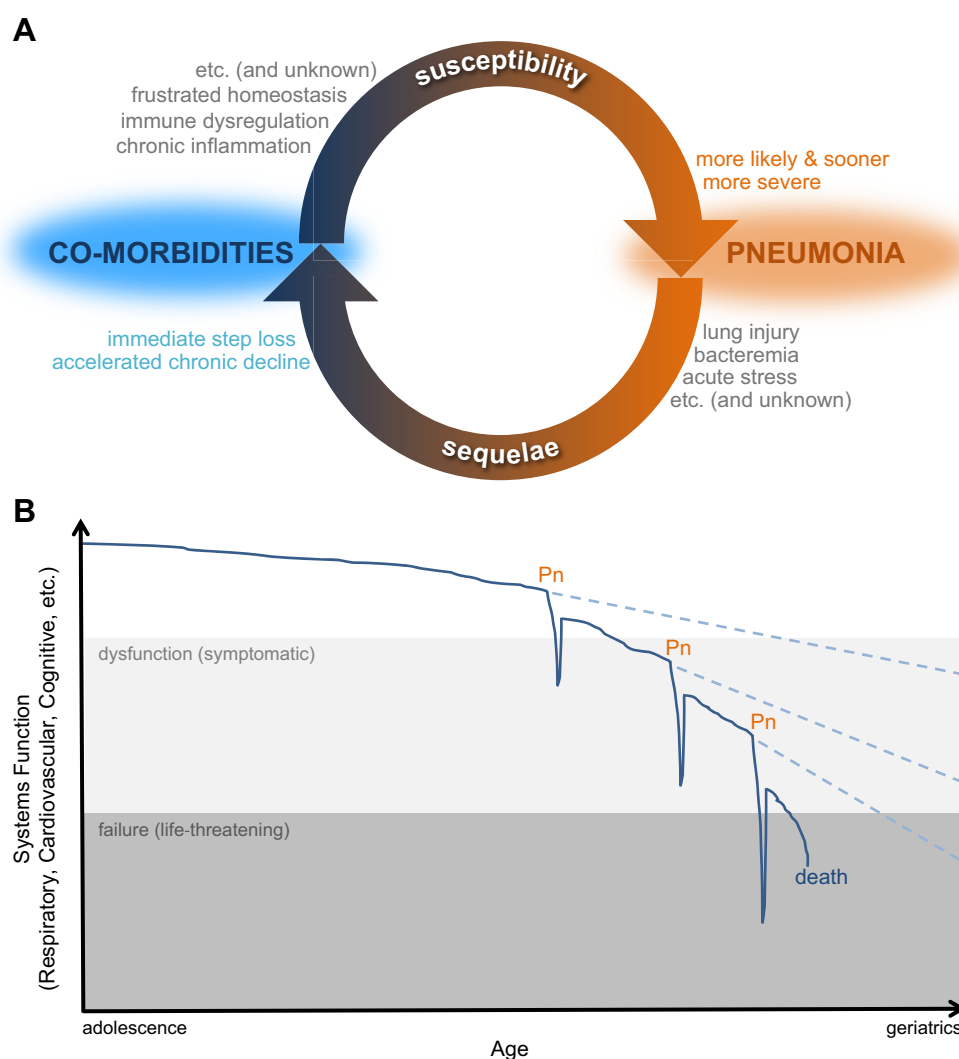 A
susceptibility
etc. (and unknown)
frustrated homeostasis
immune dysregulation
chronic inflammation
more likely & sooner
more severe
CO-MORBIDITIES
PNEUMONIA
immediate step loss
accelerated chronic decline
lung injury
bacteremia
acute stress
etc. (and unknown)
sequelae
B
Systems Function
(Respiratory, Cardiovascular, Cognitive, etc.)
Pn
dysfunction (symptomatic)
Pn
Pn
failure (life-threatening)
death
adolescence
geriatrics
Age